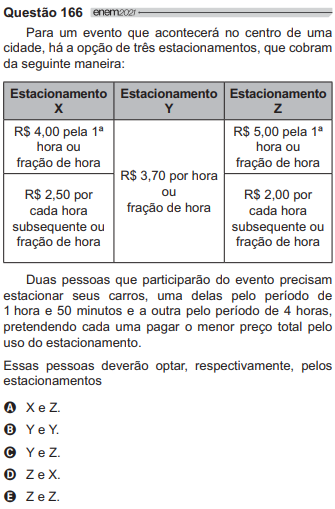 Questão 166 enem2021
Para um evento que acontecerá no centro de uma
cidade, há a opção de três estacionamentos, que cobram
da seguinte maneira:
Estacionamento
X
Estacionamento
Y
Estacionamento
Z
R$ 4,00 pela 1ª
hora ou
fração de hora
R$ 3,70 por hora
ou
fração de hora
R$ 5,00 pela 1ª
hora ou
fração de hora
R$ 2,50 por
cada hora
subsequente ou
fração de hora
R$ 2,00 por
cada hora
subsequente ou
fração de hora
Duas pessoas que participarão do evento precisam
estacionar seus carros, uma delas pelo período de
1 hora e 50 minutos e a outra pelo período de 4 horas,
pretendendo cada uma pagar o menor preço total pelo
uso do estacionamento.
Essas pessoas deverão optar, respectivamente, pelos
estacionamentos
A X e Z.
B Y e Y.
C Y e Z.
D Z e X.
E Z e Z.